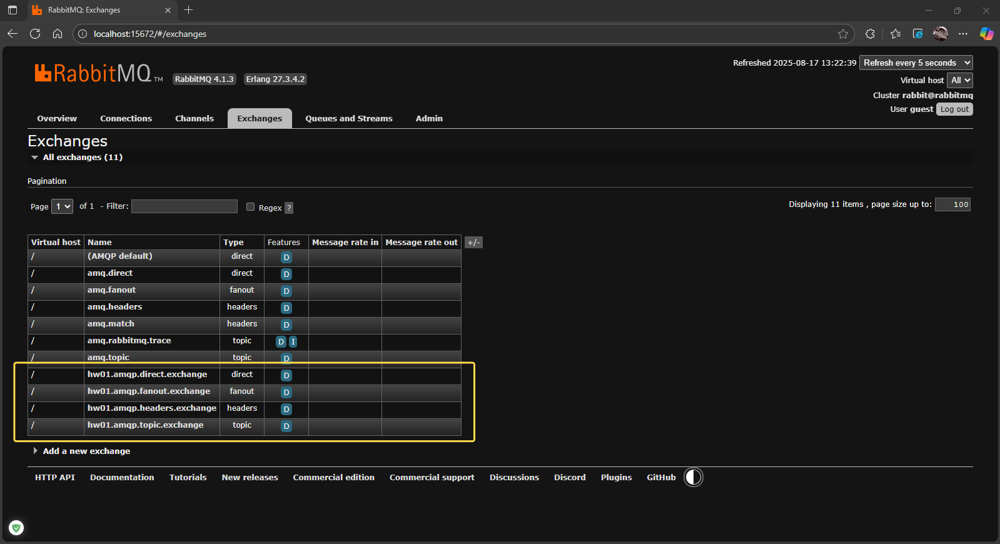 RabbitMQ: Exchanges
localhost:15672/#/exchanges
RabbitMQ TM RabbitMQ 4.1.3 Erlang 27.3.4.2
Refreshed 2025-08-17 13:22:39 Refresh every 5 seconds
Virtual host All
Cluster rabbit@rabbitmq
User guest Log out
Overview Connections Channels Exchanges Queues and Streams Admin
Exchanges
All exchanges (11)
Pagination
Page 1 of 1 - Filter: Regex ? Displaying 11 items , page size up to: 100
Virtual host Name Type Features Message rate in Message rate out +/-
/ (AMQP default) direct D
/ amq.direct direct D
/ amq.fanout fanout D
/ amq.headers headers D
/ amq.match headers D
/ amq.rabbitmq.trace topic D I
/ amq.topic topic D
/ hw01.amqp.direct.exchange direct D
/ hw01.amqp.fanout.exchange fanout D
/ hw01.amqp.headers.exchange headers D
/ hw01.amqp.topic.exchange topic D
Add a new exchange
HTTP API Documentation Tutorials New releases Commercial edition Commercial support Discussions Discord Plugins GitHub